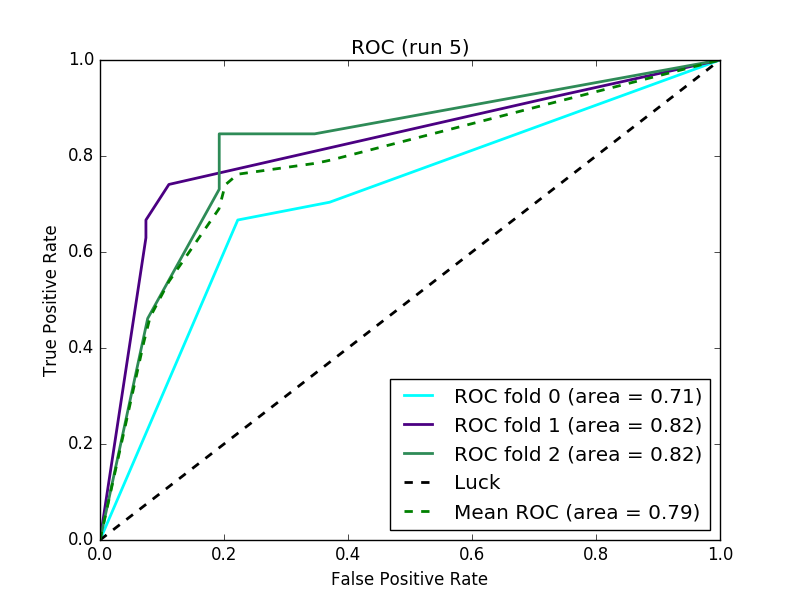 ROC (run 5)
1.0
0.8
0.6
0.4
0.2
0.0
True Positive Rate
0.0 0.2 0.4 0.6 0.8 1.0
False Positive Rate
ROC fold 0 (area = 0.71)
ROC fold 1 (area = 0.82)
ROC fold 2 (area = 0.82)
Luck
Mean ROC (area = 0.79)